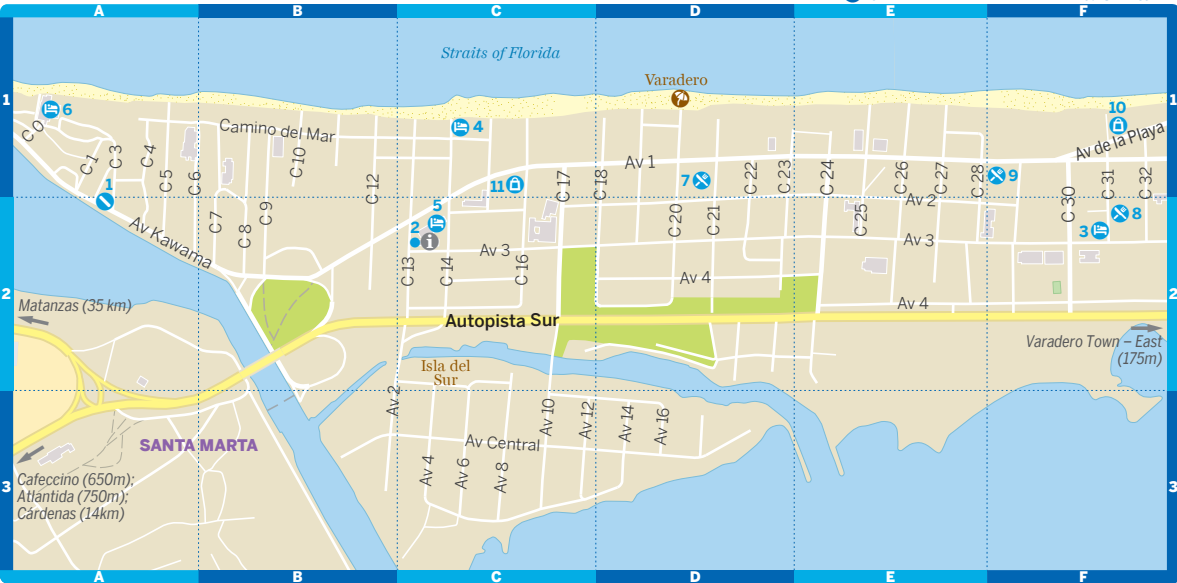 A
B
C
D
E
F
1
1
Straits of Florida
Varadero
6
4
10
C 0
Camino del Mar
Av de la Playa
C 1
C 3
C 4
C 5
C 6
C 10
C 12
11
C 17
C 18
Av 1
7
C 22
C 23
C 24
C 26
C 27
C 28
9
C 30
C 31
C 32
1
Av Kawama
C 7
C 8
C 9
2
5
C 13
C 14
Av 3
C 16
C 20
C 21
Av 4
C 25
Av 2
Av 3
Av 4
3
8
2
2
Matanzas (35 km)
Autopista Sur
Varadero Town – East
(175m)
Isla del
Sur
SANTA MARTA
Av 2
Av 4
Av 6
Av 8
Av Central
Av 10
Av 12
Av 14
Av 16
3
3
Cafeccino (650m);
Atlántida (750m);
Cárdenas (14km)
A
B
C
D
E
F